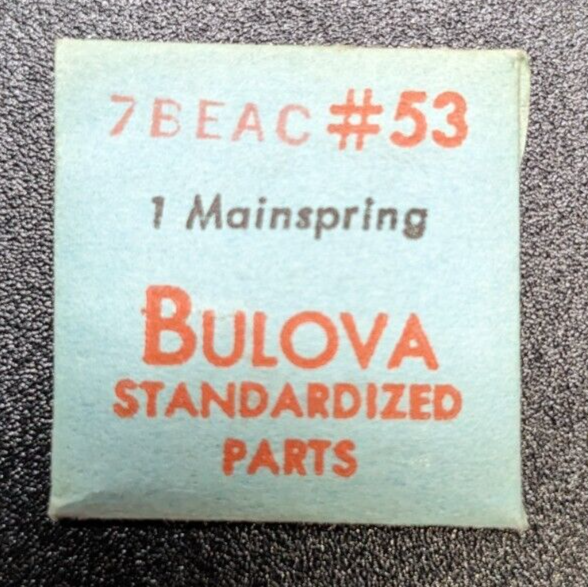 7BEAC #53
1 Mainspring
BULOVA
STANDARDIZED
PARTS